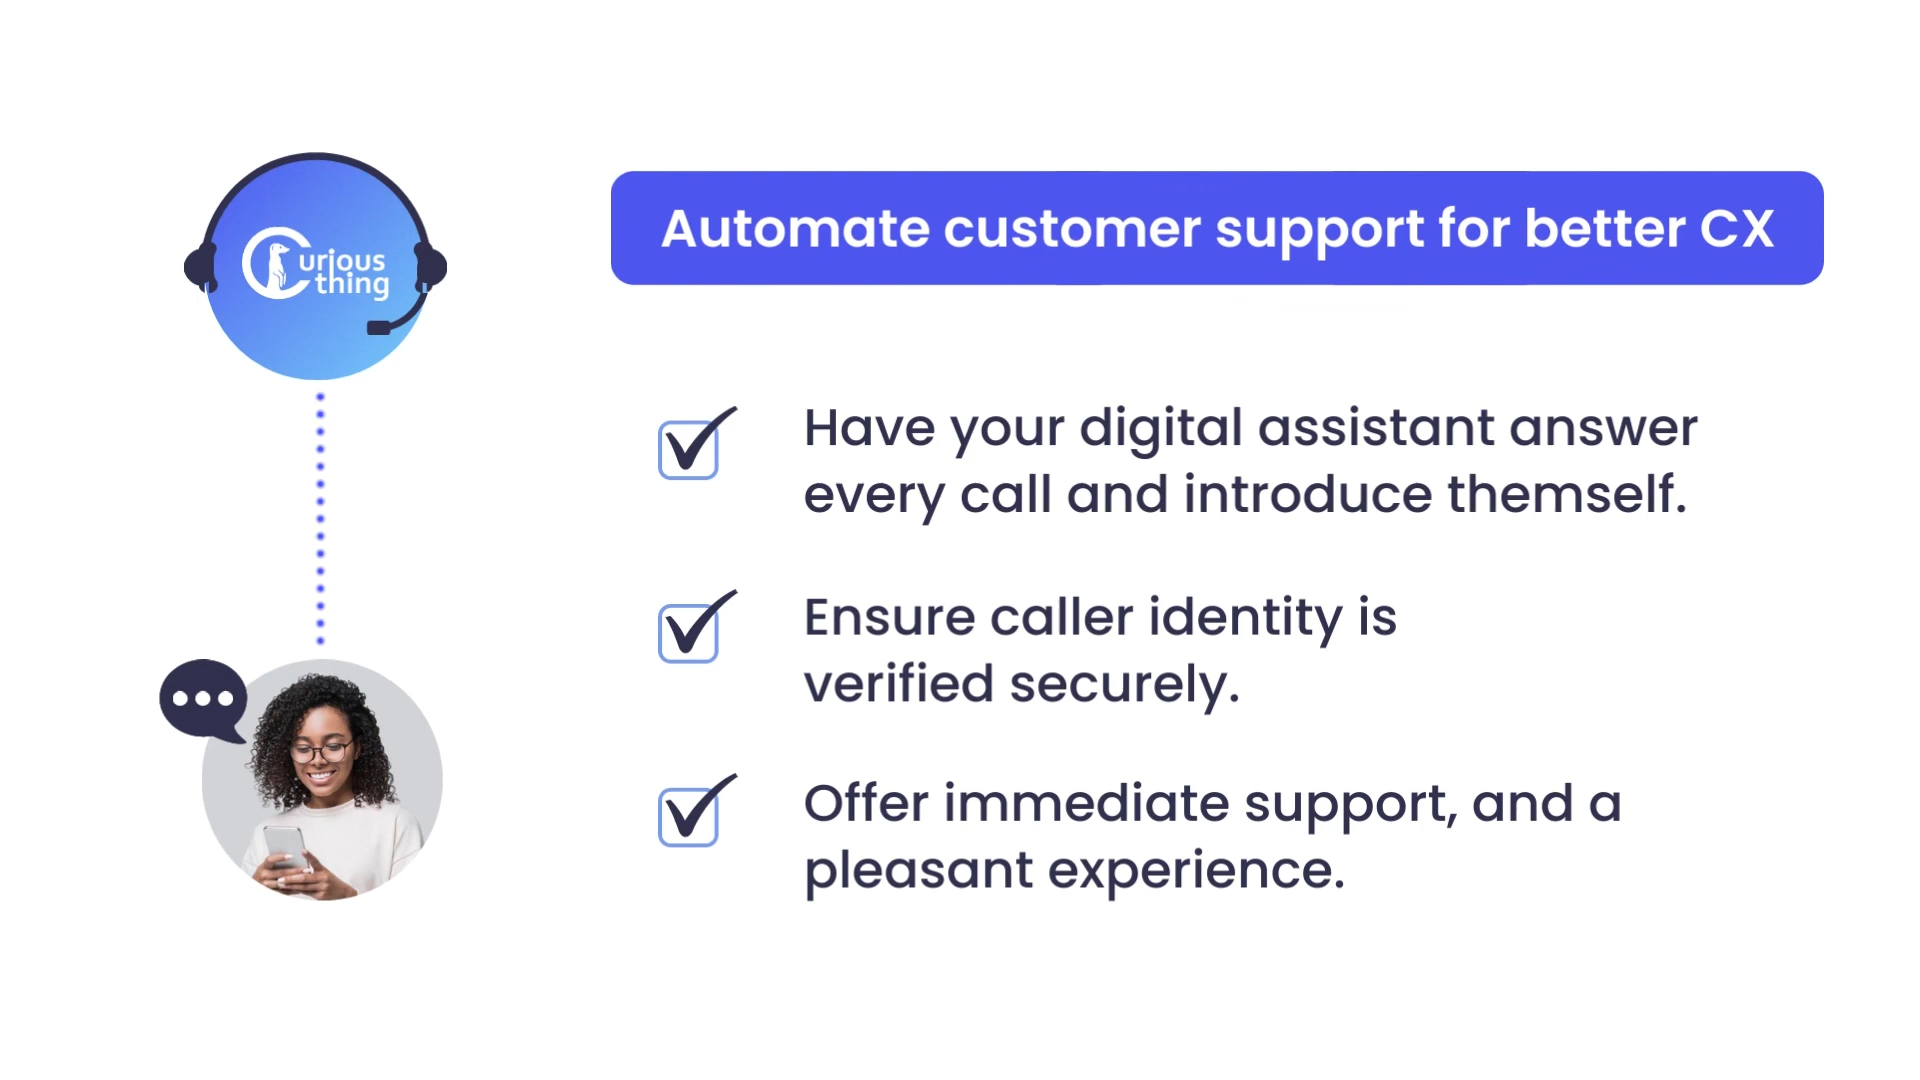 Curious
thing
Automate customer support for better CX
Have your digital assistant answer
every call and introduce themself.
Ensure caller identity is
verified securely.
Offer immediate support, and a
pleasant experience.